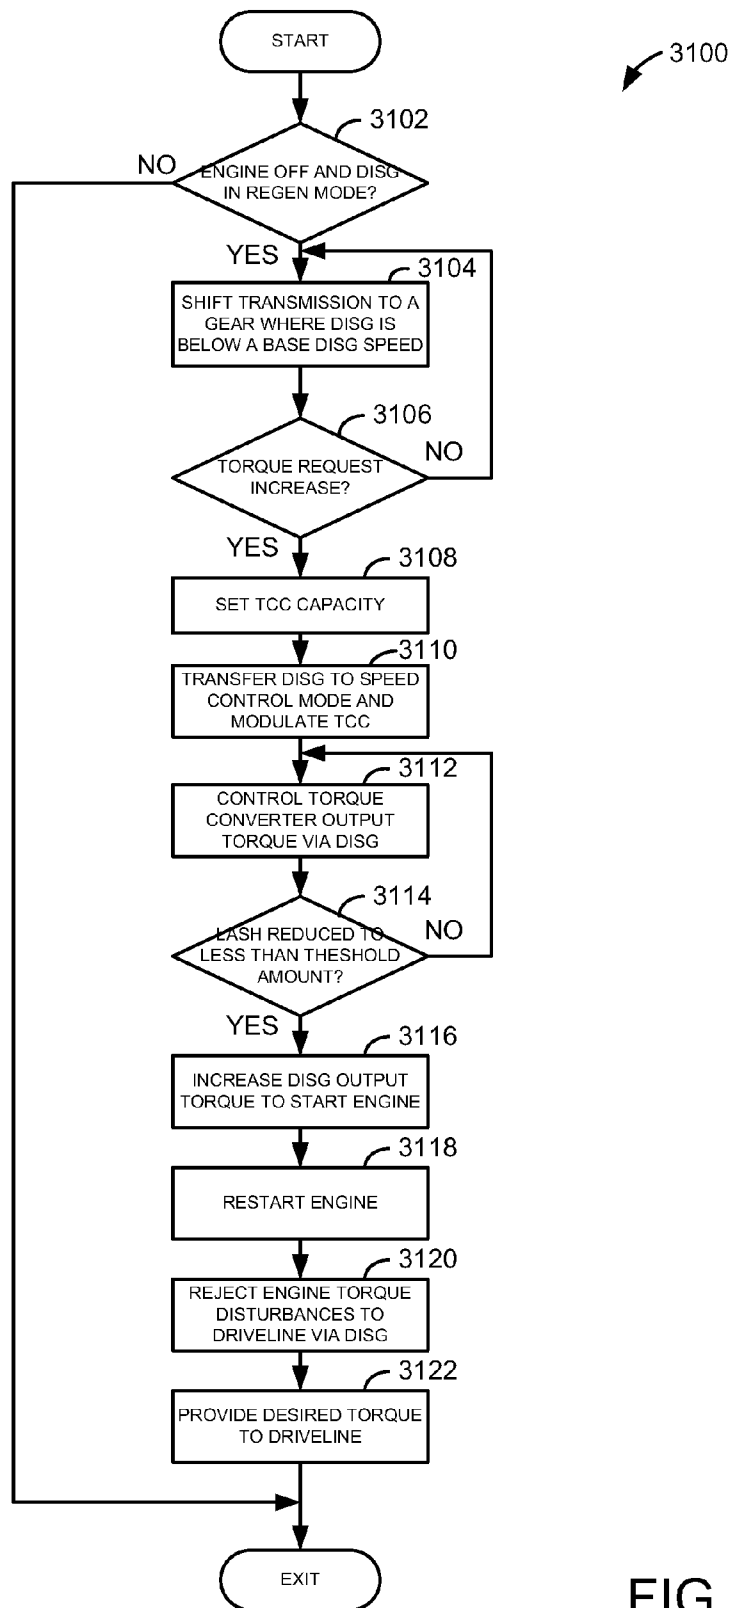 START
3100
3102
NO
ENGINE OFF AND DISG
IN REGEN MODE?
YES
3104
SHIFT TRANSMISSION TO A
GEAR WHERE DISG IS
BELOW A BASE DISG SPEED
3106
NO
TORQUE REQUEST
INCREASE?
YES
3108
SET TCC CAPACITY
3110
TRANSFER DISG TO SPEED
CONTROL MODE AND
MODULATE TCC
3112
CONTROL TORQUE
CONVERTER OUTPUT
TORQUE VIA DISG
3114
NO
LASH REDUCED TO
LESS THAN THESHOLD
AMOUNT?
YES
3116
INCREASE DISG OUTPUT
TORQUE TO START ENGINE
3118
RESTART ENGINE
3120
REJECT ENGINE TORQUE
DISTURBANCES TO
DRIVELINE VIA DISG
3122
PROVIDE DESIRED TORQUE
TO DRIVELINE
EXIT
FIG